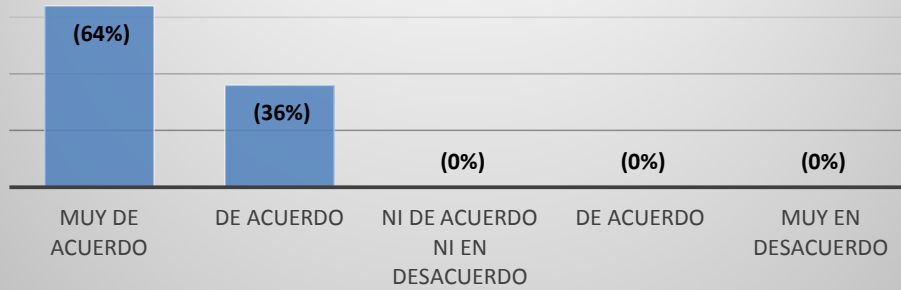 (64%)
(36%)
(0%)
(0%)
(0%)
MUY DE
ACUERDO
DE ACUERDO
NI DE ACUERDO
NI EN
DESACUERDO
DE ACUERDO
MUY EN
DESACUERDO